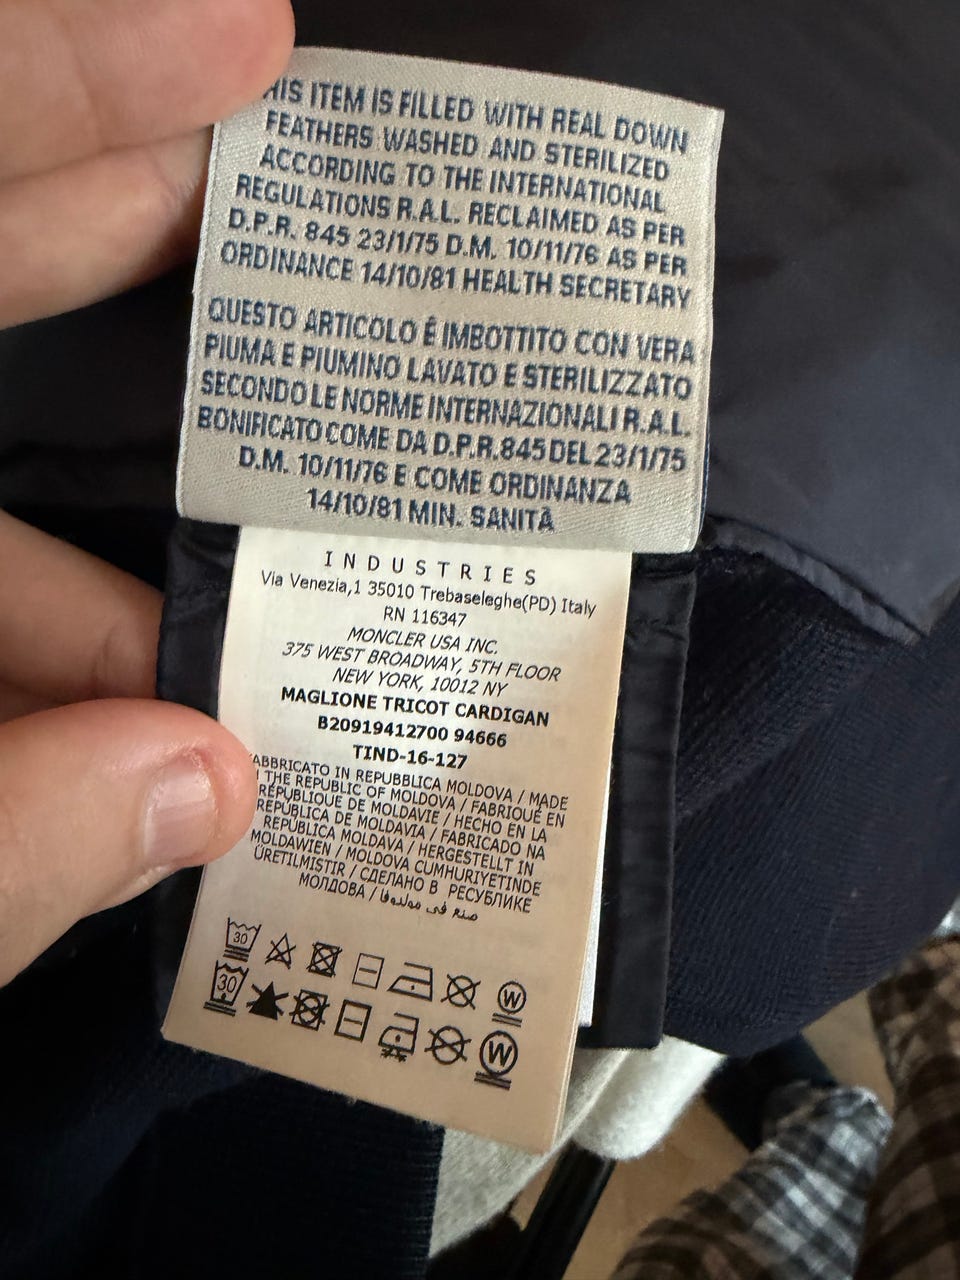 HIS ITEM IS FILLED WITH REAL DOWN
FEATHERS WASHED AND STERILIZED
ACCORDING TO THE INTERNATIONAL
REGULATIONS R.A.L. RECLAIMED AS PER
D.P.R. 845 23/1/75 D.M. 10/11/76 AS PER
ORDINANCE 14/10/81 HEALTH SECRETARY
QUESTO ARTICOLO È IMBOTTITO CON VERA
PIUMA E PIUMINO LAVATO E STERILIZZATO
SECONDO LE NORME INTERNAZIONALI R.A.L.
BONIFICATO COME DA D.P.R.845 DEL 23/1/75
D.M. 10/11/76 E COME ORDINANZA
14/10/81 MIN. SANITÀ
INDUSTRIES
Via Venezia,1 35010 Trebaseleghe(PD) Italy
RN 116347
MONCLER USA INC.
375 WEST BROADWAY, 5TH FLOOR
NEW YORK, 10012 NY
MAGLIONE TRICOT CARDIGAN
B20919412700 94666
TIND-16-127
ABBRICATO IN REPUBBLICA MOLDOVA / MADE
THE REPUBLIC OF MOLDOVA / FABRIQUÉ EN
RÉPUBLIQUE DE MOLDAVIE / HECHO EN LA
REPÚBLICA DE MOLDAVIA / FABRICADO NA
REPÚBLICA MOLDAVA / HERGESTELLT IN
MOLDAWIEN / MOLDOVA CUMHURIYETINDE
ÜRETILMISTIR / СДЕЛАНО В РЕСУБЛИКЕ
МОЛДОВА / صنع في مولدوفا
30 W
30 W